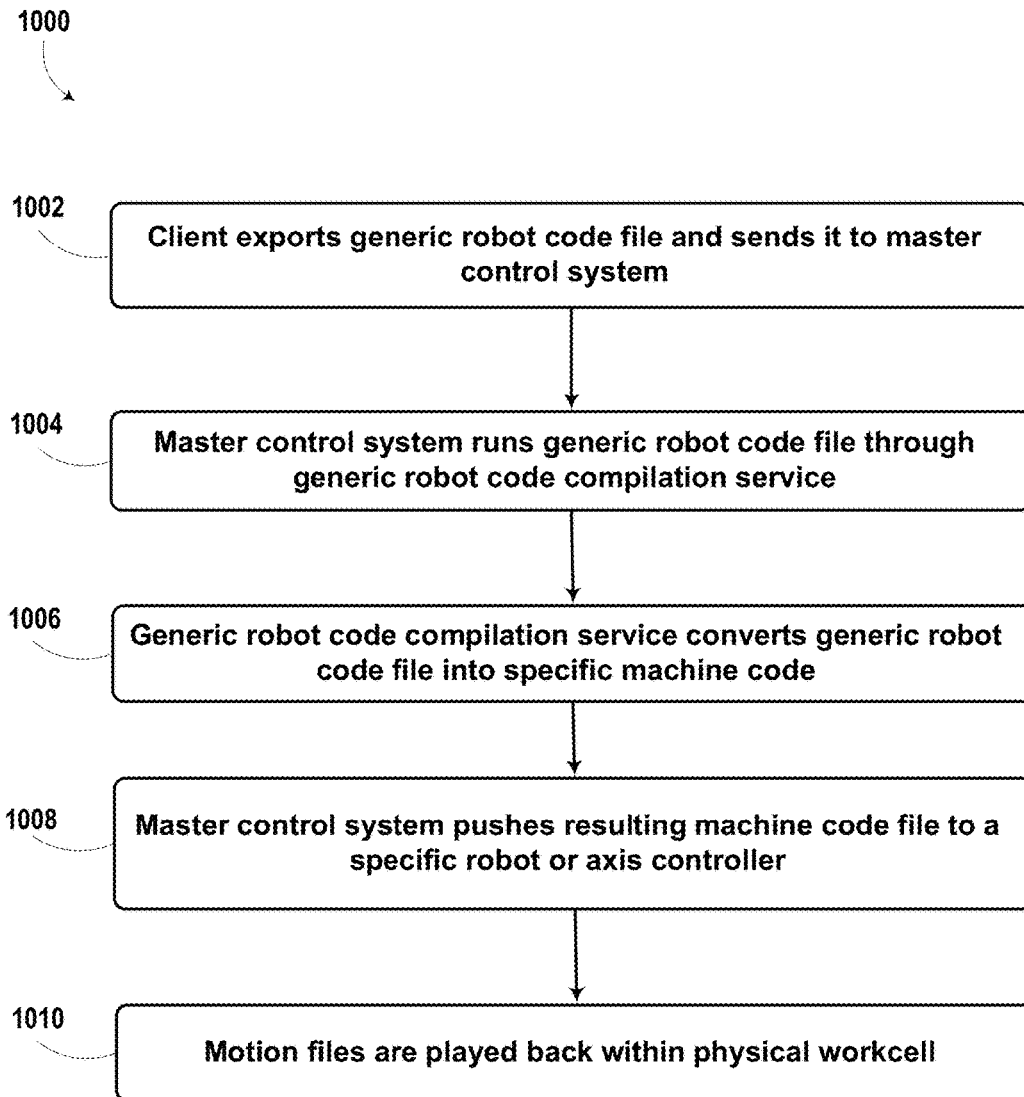 1000
1002
Client exports generic robot code file and sends it to master
control system
1004
Master control system runs generic robot code file through
generic robot code compilation service
1006
Generic robot code compilation service converts generic robot
code file into specific machine code
1008
Master control system pushes resulting machine code file to a
specific robot or axis controller
1010
Motion files are played back within physical workcell